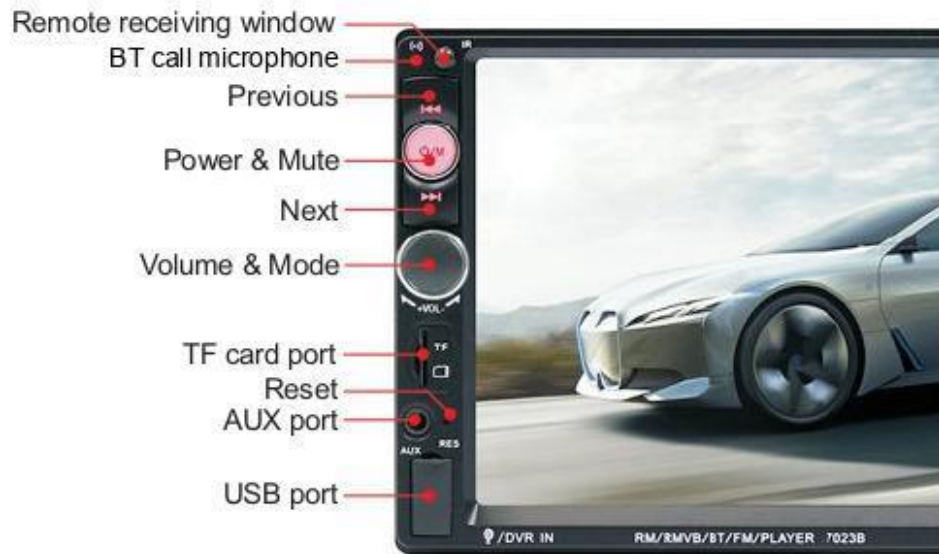 Remote receiving window
IR
BT call microphone
Previous
Power & Mute
⏻/M
Next
Volume & Mode
+VOL-
TF card port
TF
Reset
AUX port
AUX
RES
USB port
/DVR IN
RM/RMVB/BT/FM/PLAYER 7023B